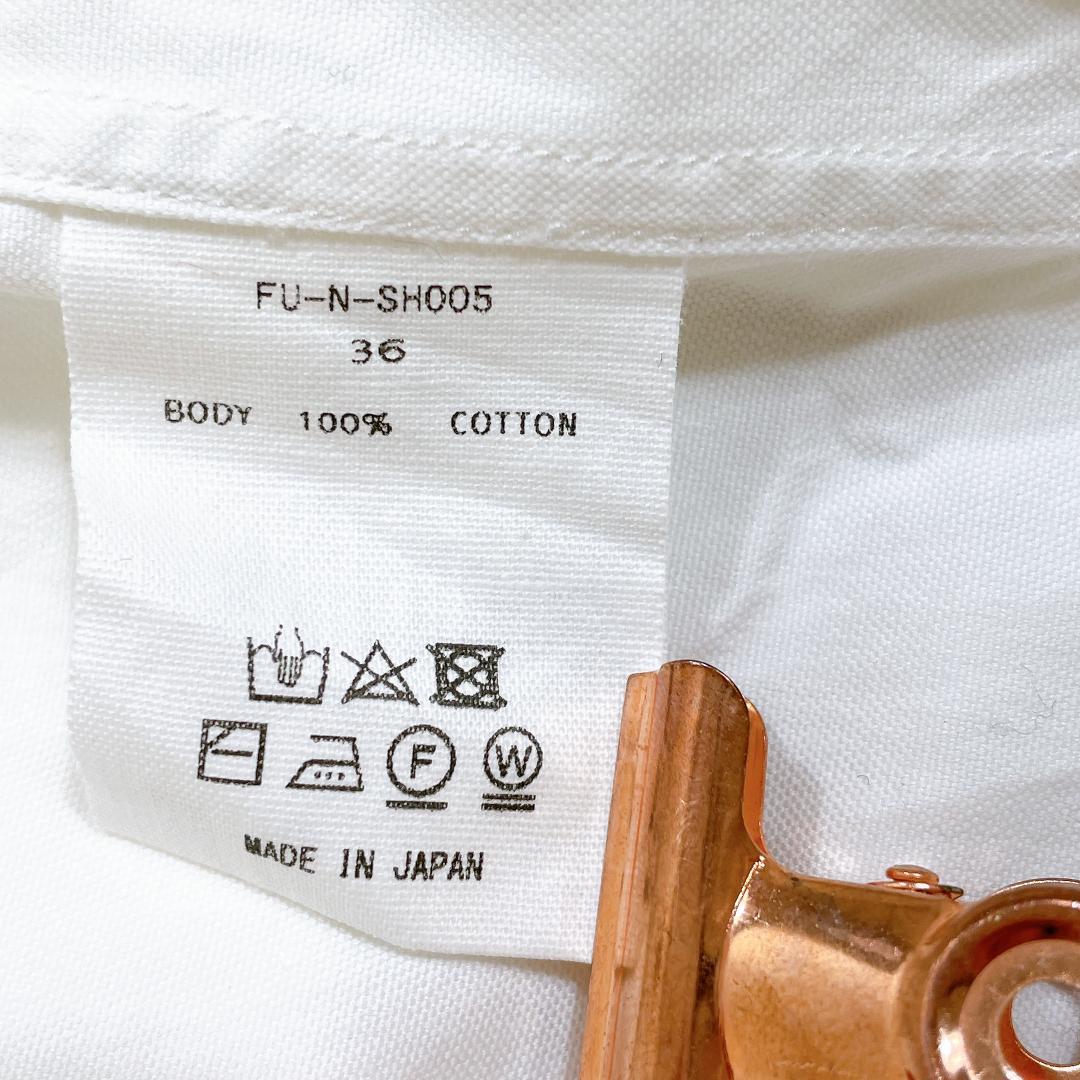 FU-N-SH005
36
BODY 100% COTTON
F W
MADE IN JAPAN